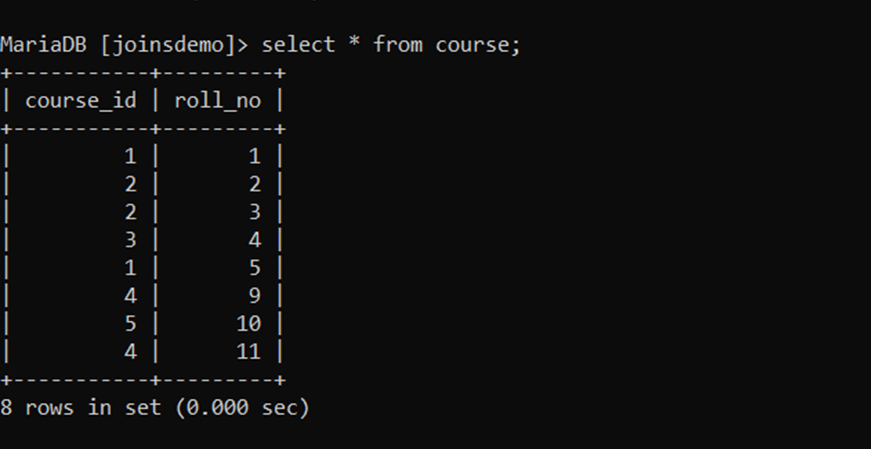 MariaDB [joinsdemo]> select * from course;
+-----------+---------+
| course_id | roll_no |
+-----------+---------+
|         1 |       1 |
|         2 |       2 |
|         2 |       3 |
|         3 |       4 |
|         1 |       5 |
|         4 |       9 |
|         5 |      10 |
|         4 |      11 |
+-----------+---------+
8 rows in set (0.000 sec)